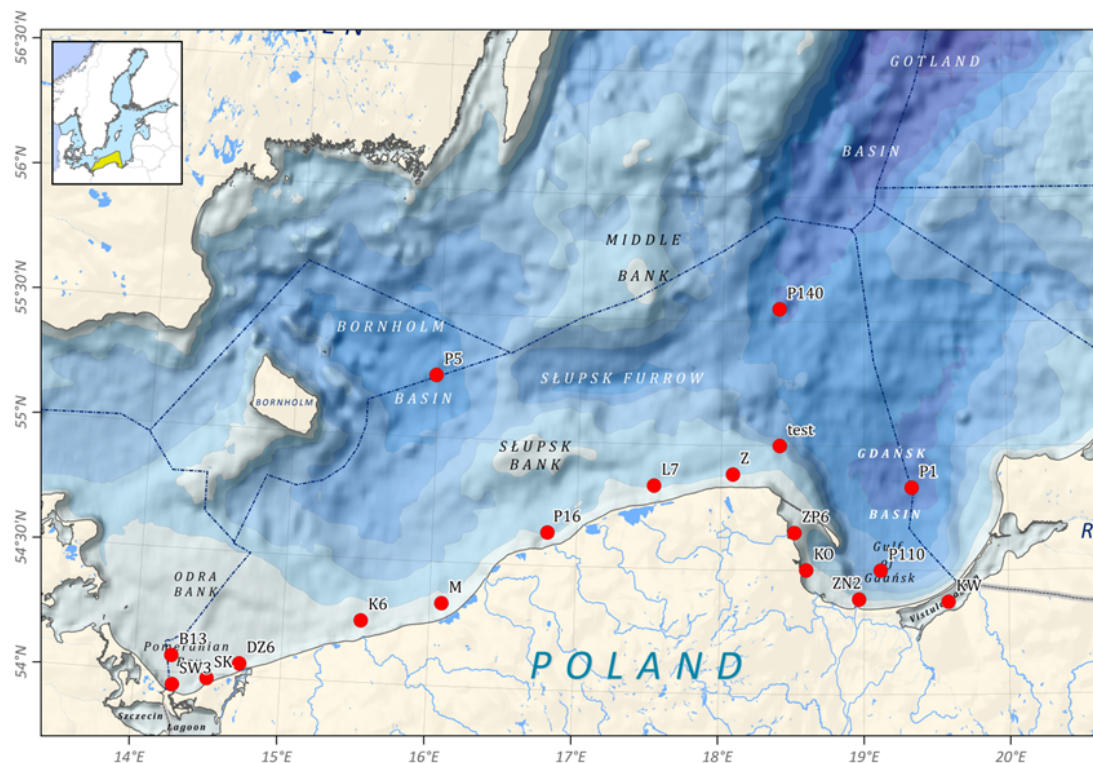 D E N
GOTLAND
BASIN
MIDDLE
BANK
P140
BORNHOLM
P5
BASIN
SŁUPSK FURROW
BORNHOLM
SŁUPSK
BANK
test
GDAŃSK
Z
L7
P1
P16
BASIN
ZP6
R
Gulf
of
Gdańsk
KO
P110
ODRA
BANK
ZN2
KW
M
K6
B13
Pomeranian
SK
DZ6
SW3
POLAND
Szczecin
Lagoon
56°30'N
56°N
55°30'N
55°N
54°30'N
54°N
14°E
15°E
16°E
17°E
18°E
19°E
20°E